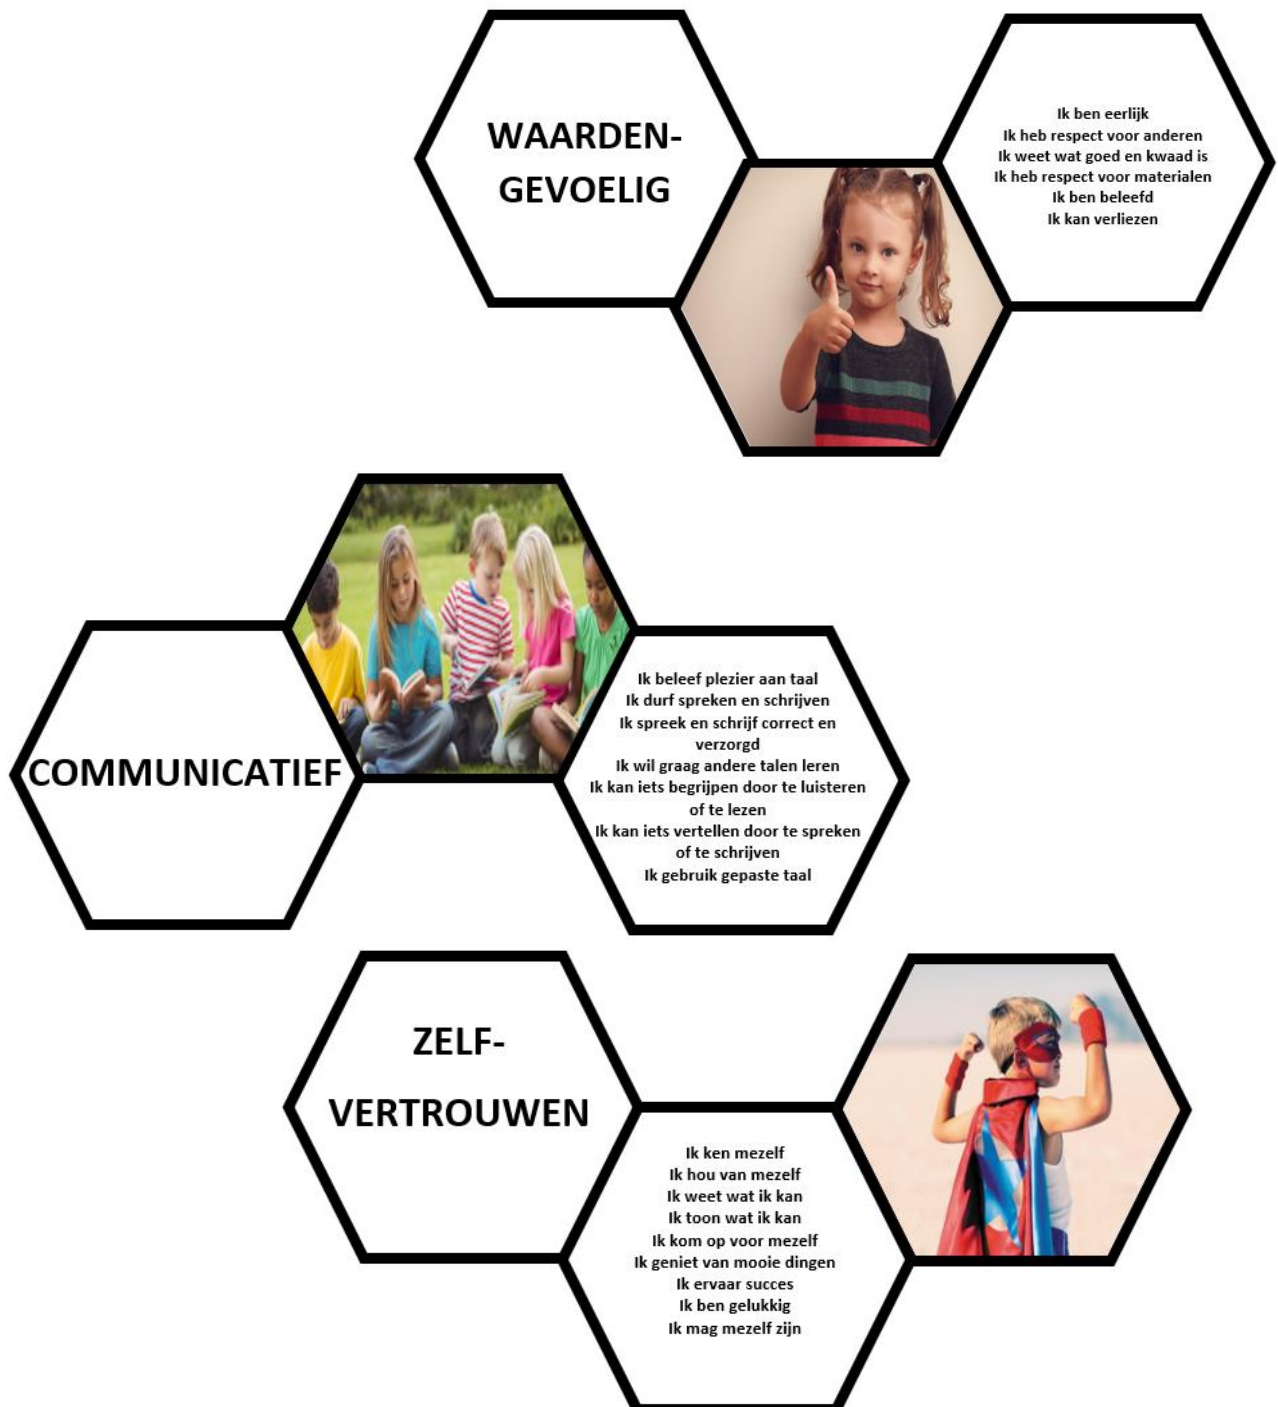 WAARDEN-
GEVOELIG
Ik ben eerlijk
Ik heb respect voor anderen
Ik weet wat goed en kwaad is
Ik heb respect voor materialen
Ik ben beleefd
Ik kan verliezen
COMMUNICATIEF
Ik beleef plezier aan taal
Ik durf spreken en schrijven
Ik spreek en schrijf correct en
verzorgd
Ik wil graag andere talen leren
Ik kan iets begrijpen door te luisteren
of te lezen
Ik kan iets vertellen door te spreken
of te schrijven
Ik gebruik gepaste taal
ZELF-
VERTROUWEN
Ik ken mezelf
Ik hou van mezelf
Ik weet wat ik kan
Ik toon wat ik kan
Ik kom op voor mezelf
Ik geniet van mooie dingen
Ik ervaar succes
Ik ben gelukkig
Ik mag mezelf zijn